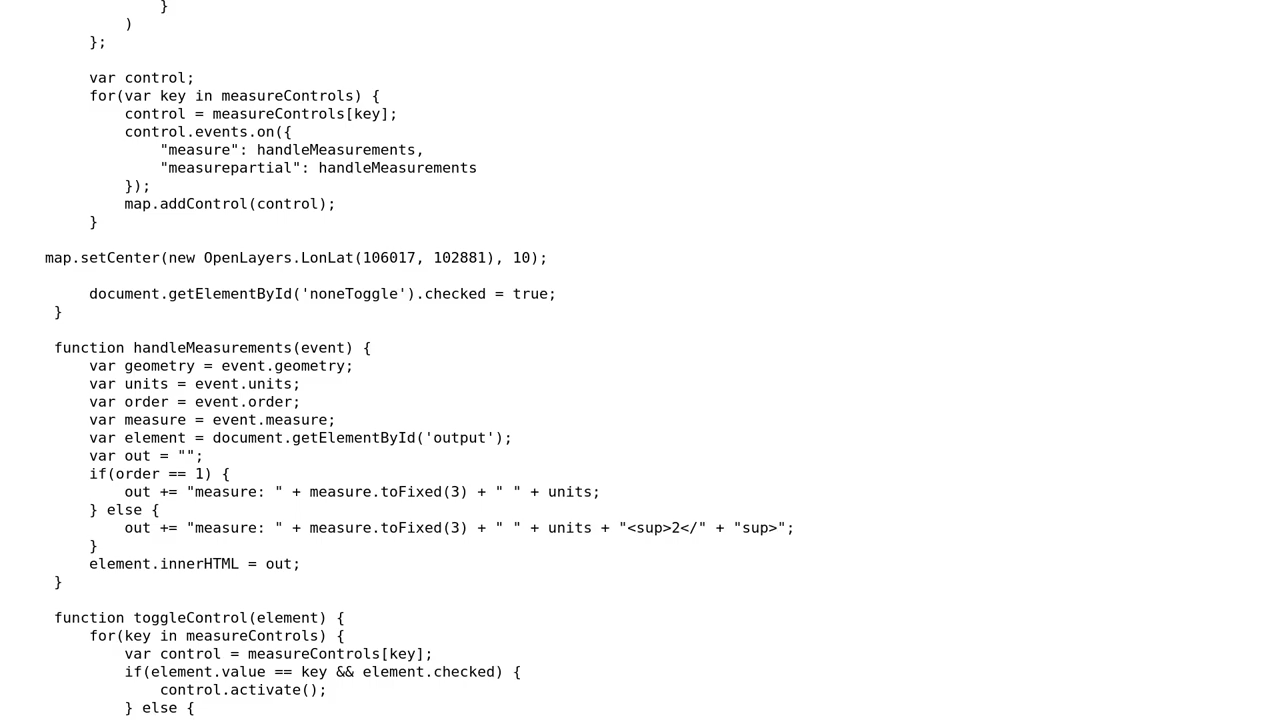 }
)
};
var control;
for(var key in measureControls) {
control = measureControls[key];
control.events.on({
"measure": handleMeasurements,
"measurepartial": handleMeasurements
});
map.addControl(control);
}
map.setCenter(new OpenLayers.LonLat(106017, 102881), 10);
document.getElementById('noneToggle').checked = true;
}
function handleMeasurements(event) {
var geometry = event.geometry;
var units = event.units;
var order = event.order;
var measure = event.measure;
var element = document.getElementById('output');
var out = "";
if(order == 1) {
out += "measure: " + measure.toFixed(3) + " " + units;
} else {
out += "measure: " + measure.toFixed(3) + " " + units + "<sup>2</" + "sup>";
}
element.innerHTML = out;
}
function toggleControl(element) {
for(key in measureControls) {
var control = measureControls[key];
if(element.value == key && element.checked) {
control.activate();
} else {